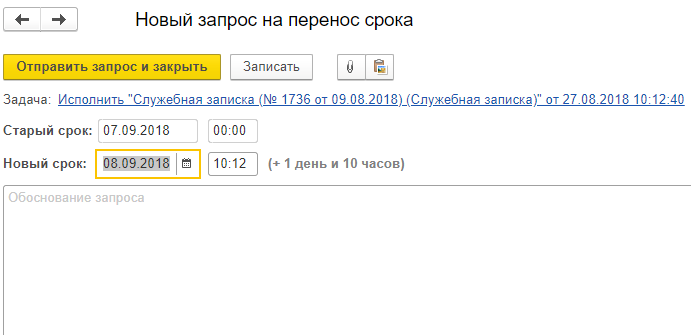 Новый запрос на перенос срока
Отправить запрос и закрыть Записать
Задача: Исполнить "Служебная записка (№ 1736 от 09.08.2018) (Служебная записка)" от 27.08.2018 10:12:40
Старый срок: 07.09.2018 00:00
Новый срок: 08.09.2018 10:12 (+ 1 день и 10 часов)
Обоснование запроса